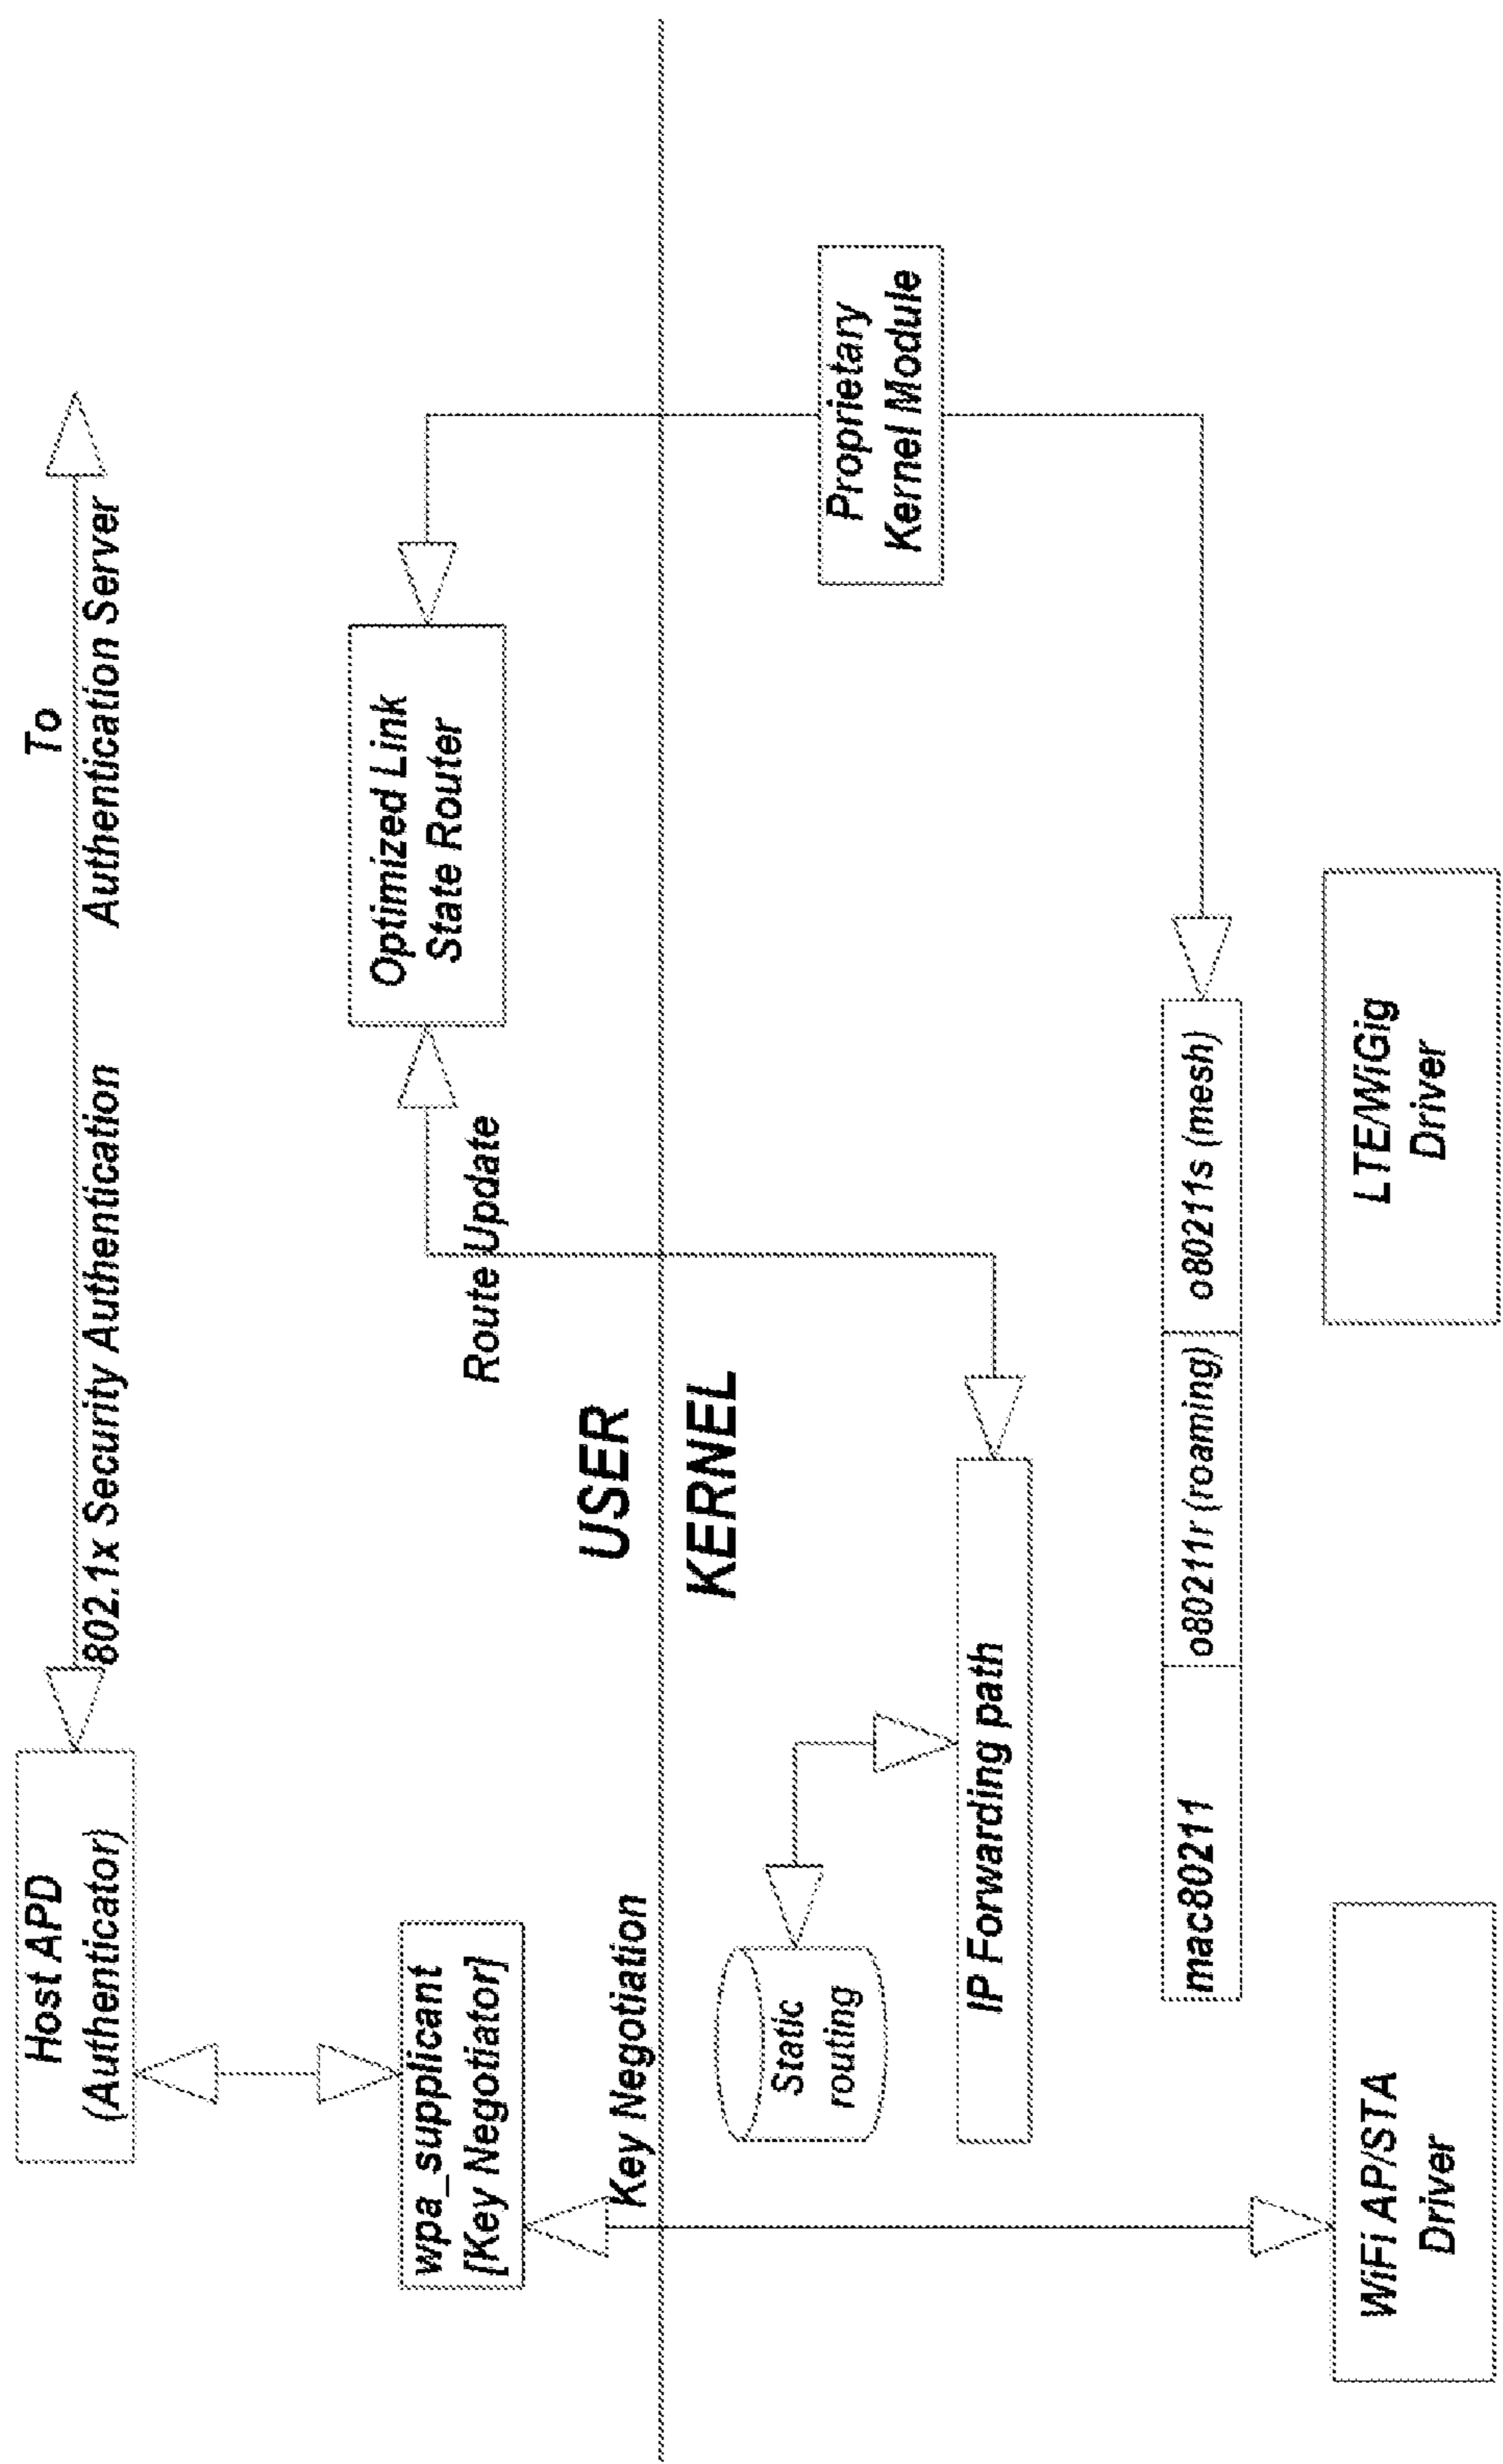 Host APD
(Authenticator)
To
802.1x Security Authentication
Authentication Server
wpa_supplicant
[Key Negotiator]
Optimized Link
State Router
Route Update
Key Negotiation
USER
KERNEL
Static
routing
Proprietary
Kernel Module
IP Forwarding path
mac80211
o80211r (roaming)
o80211s (mesh)
WiFi AP/STA
Driver
LTE/WiGig
Driver